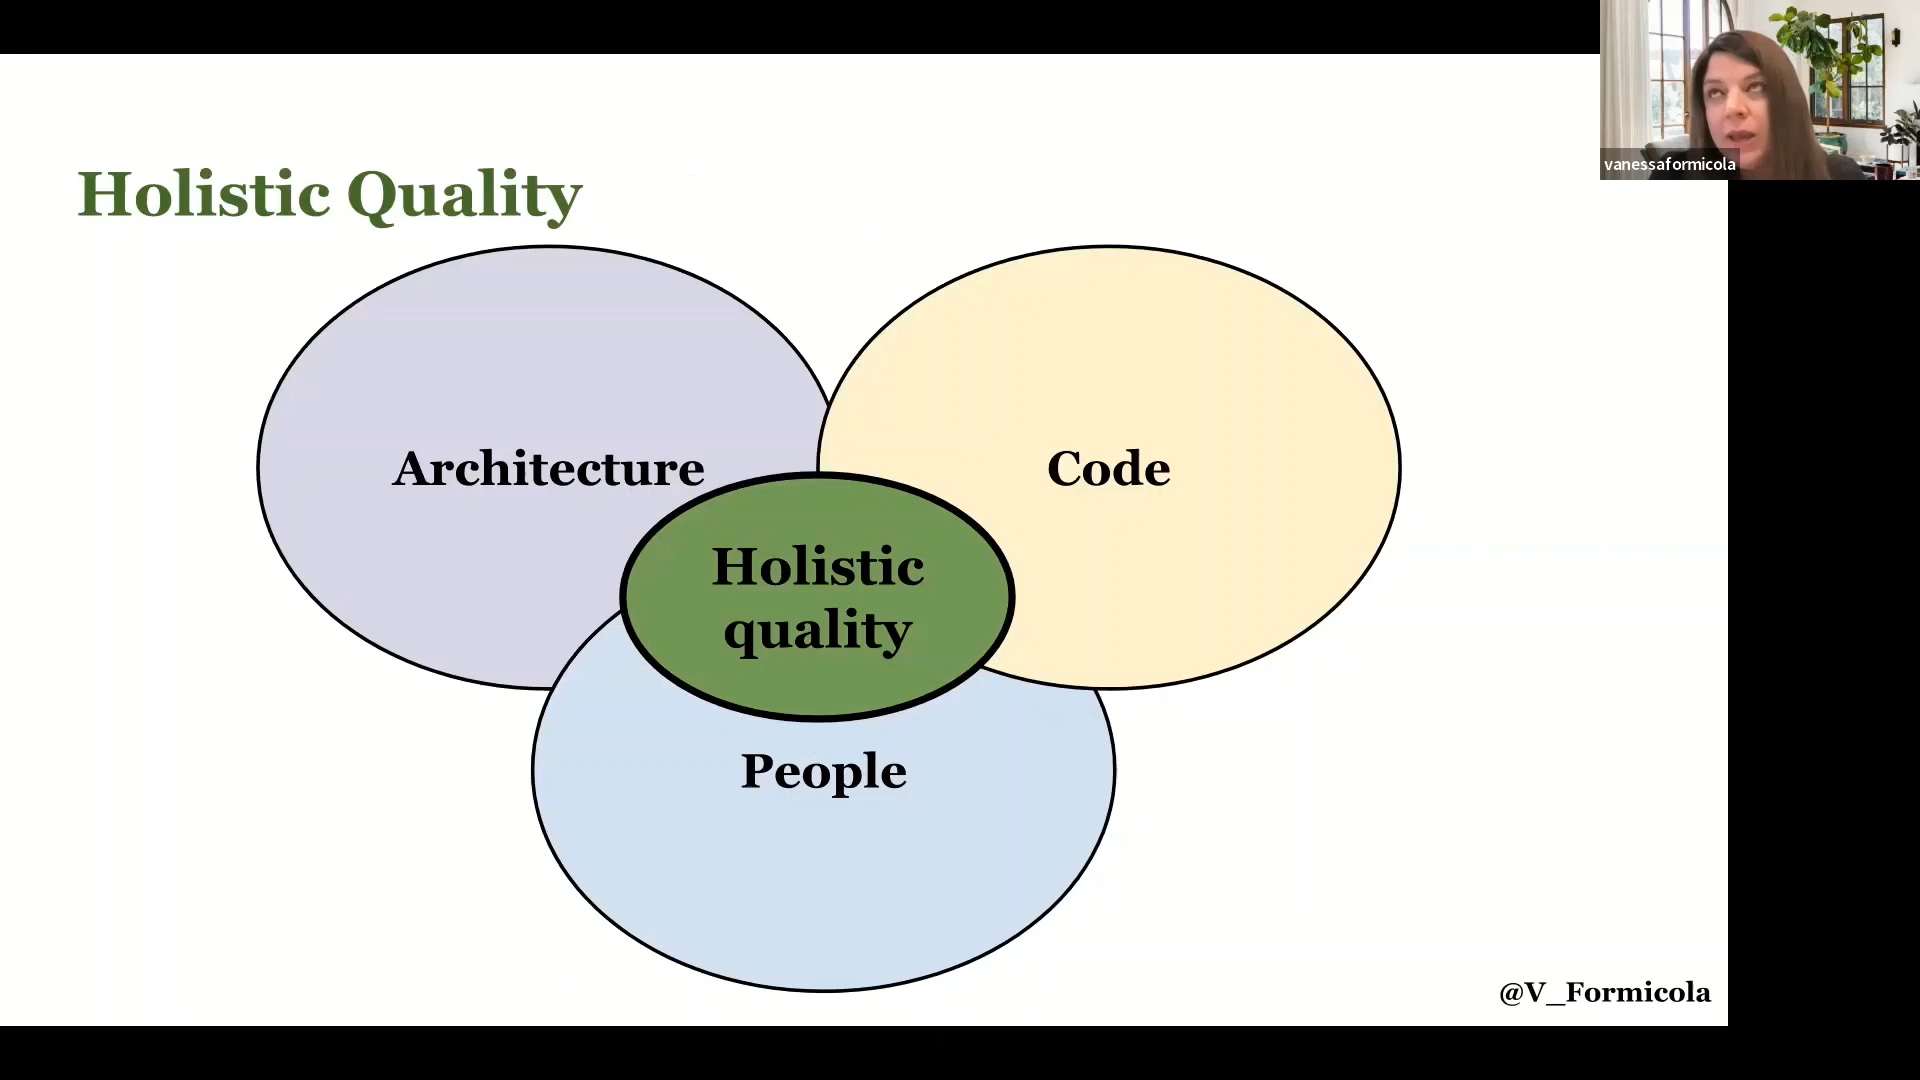 vanessaformicola
Holistic Quality
Architecture
Code
Holistic
quality
People
@V_Formicola